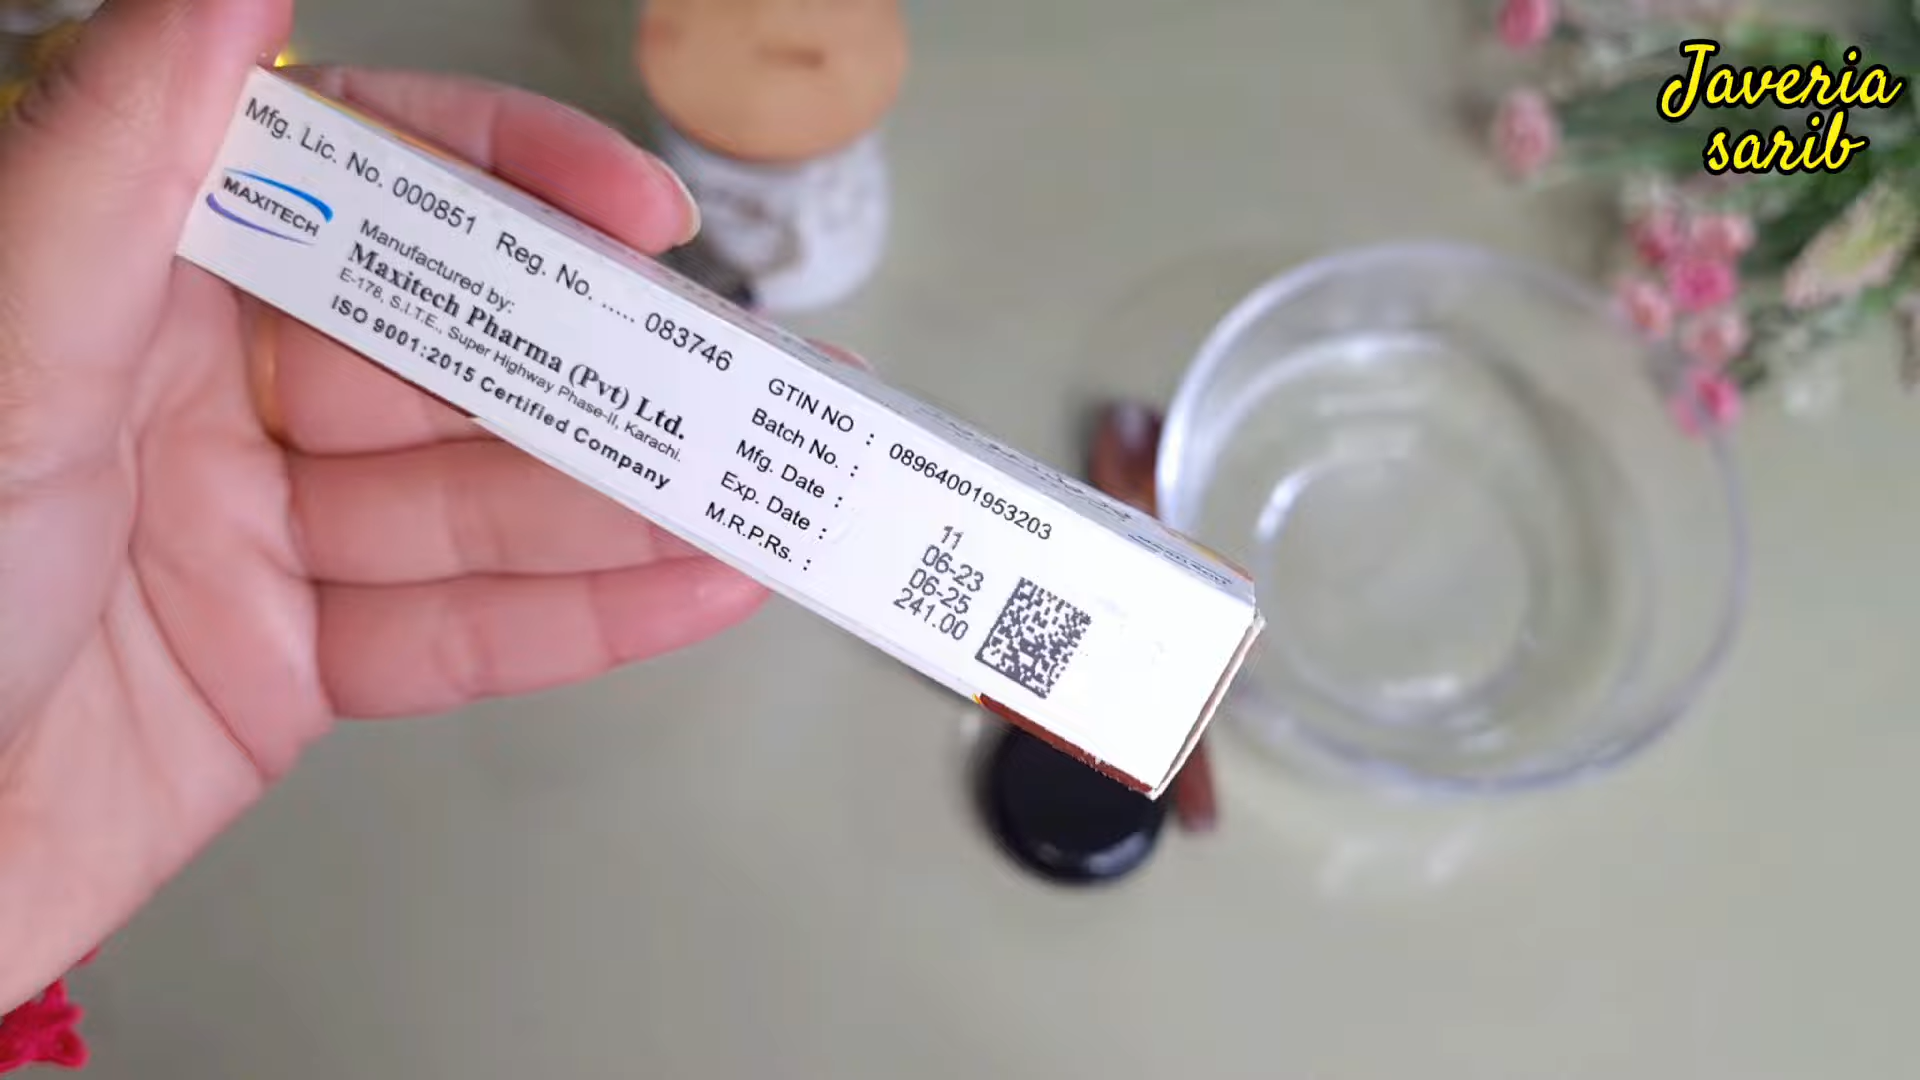 Javeria
sarib
Mfg. Lic. No. 000851 Reg. No. ..... 083746
MAXITECH
Manufactured by:
Maxitech Pharma (Pvt) Ltd.
E-178, S.I.T.E., Super Highway Phase-II, Karachi.
ISO 9001:2015 Certified Company
GTIN NO : 08964001953203
Batch No. : 11
Mfg. Date : 06-23
Exp. Date : 06-25
M.R.P.Rs. : 241.00